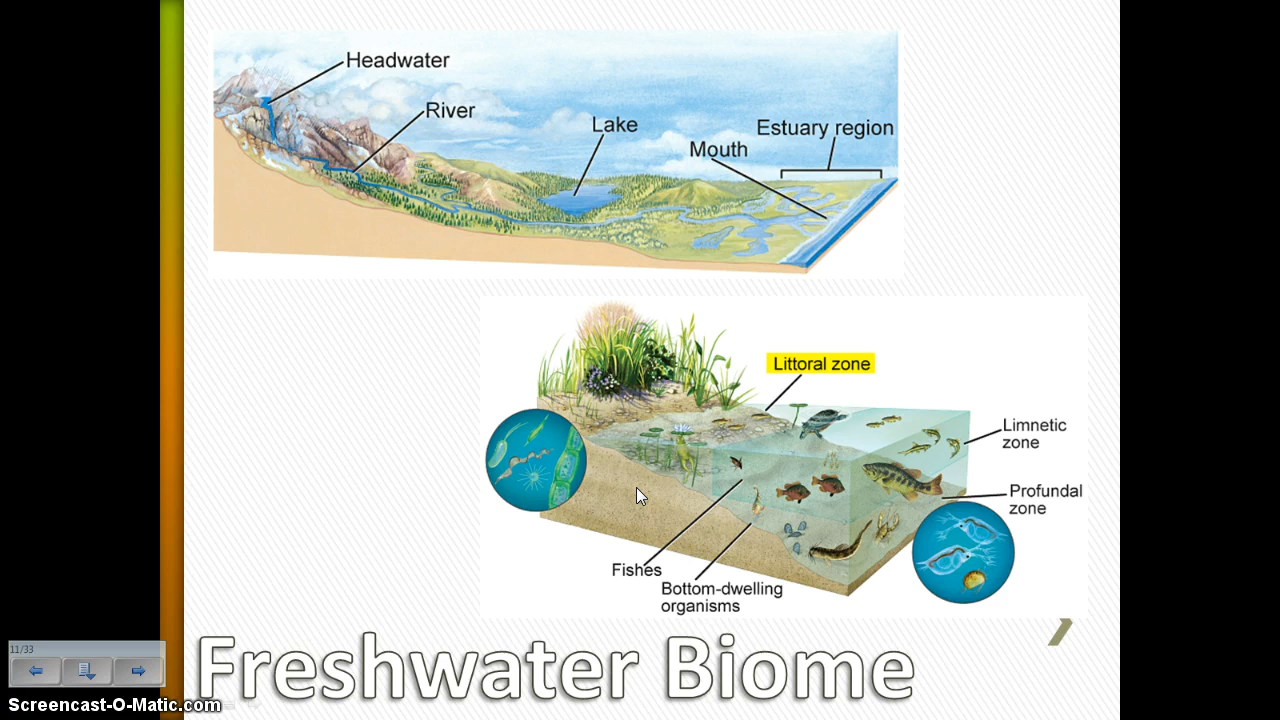 Headwater
River
Lake
Estuary region
Mouth
Littoral zone
Limnetic
zone
Profundal
zone
Fishes
Bottom-dwelling
organisms
11/33
Freshwater Biome
Screencast-O-Matic.com